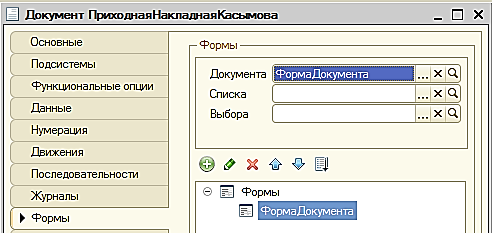 Документ ПриходнаяНакладнаяКасымова
Основные
Подсистемы
Функциональные опции
Данные
Нумерация
Движения
Последовательности
Журналы
Формы
Формы
Документа ФормаДокумента ...
Списка ...
Выбора ...
Формы
ФормаДокумента